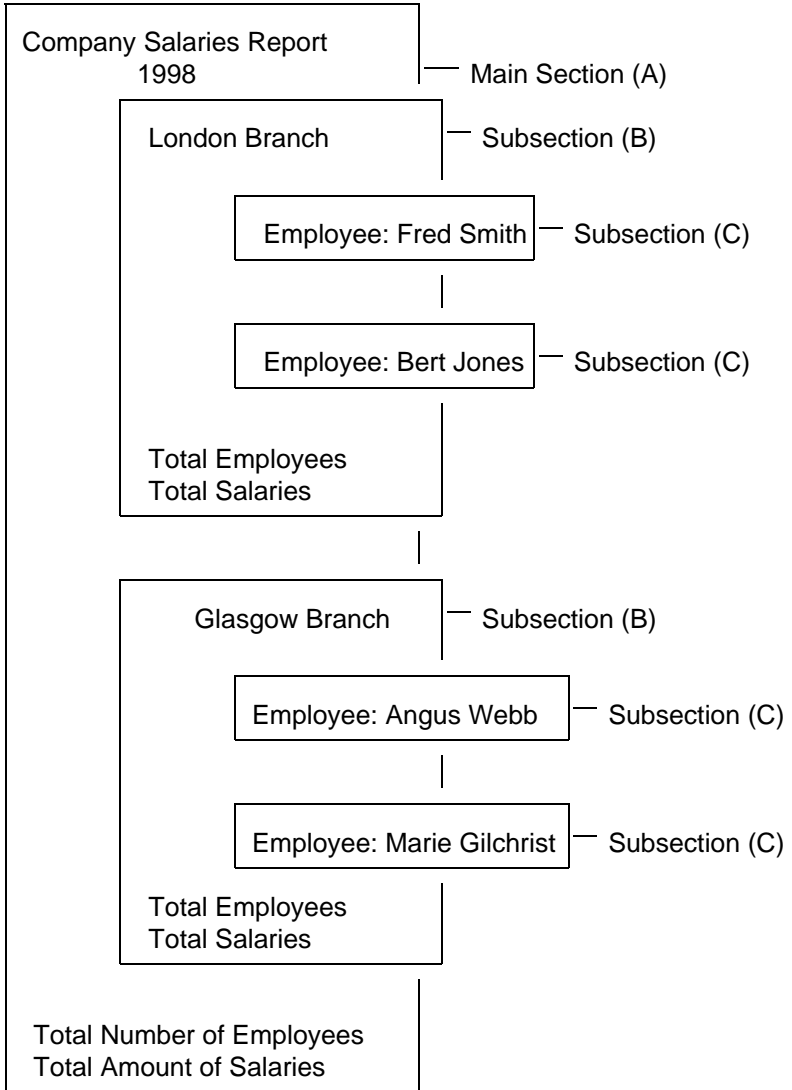 Company Salaries Report
1998
Main Section (A)
London Branch
Subsection (B)
Employee: Fred Smith
Subsection (C)
Employee: Bert Jones
Subsection (C)
Total Employees
Total Salaries
Glasgow Branch
Subsection (B)
Employee: Angus Webb
Subsection (C)
Employee: Marie Gilchrist
Subsection (C)
Total Employees
Total Salaries
Total Number of Employees
Total Amount of Salaries